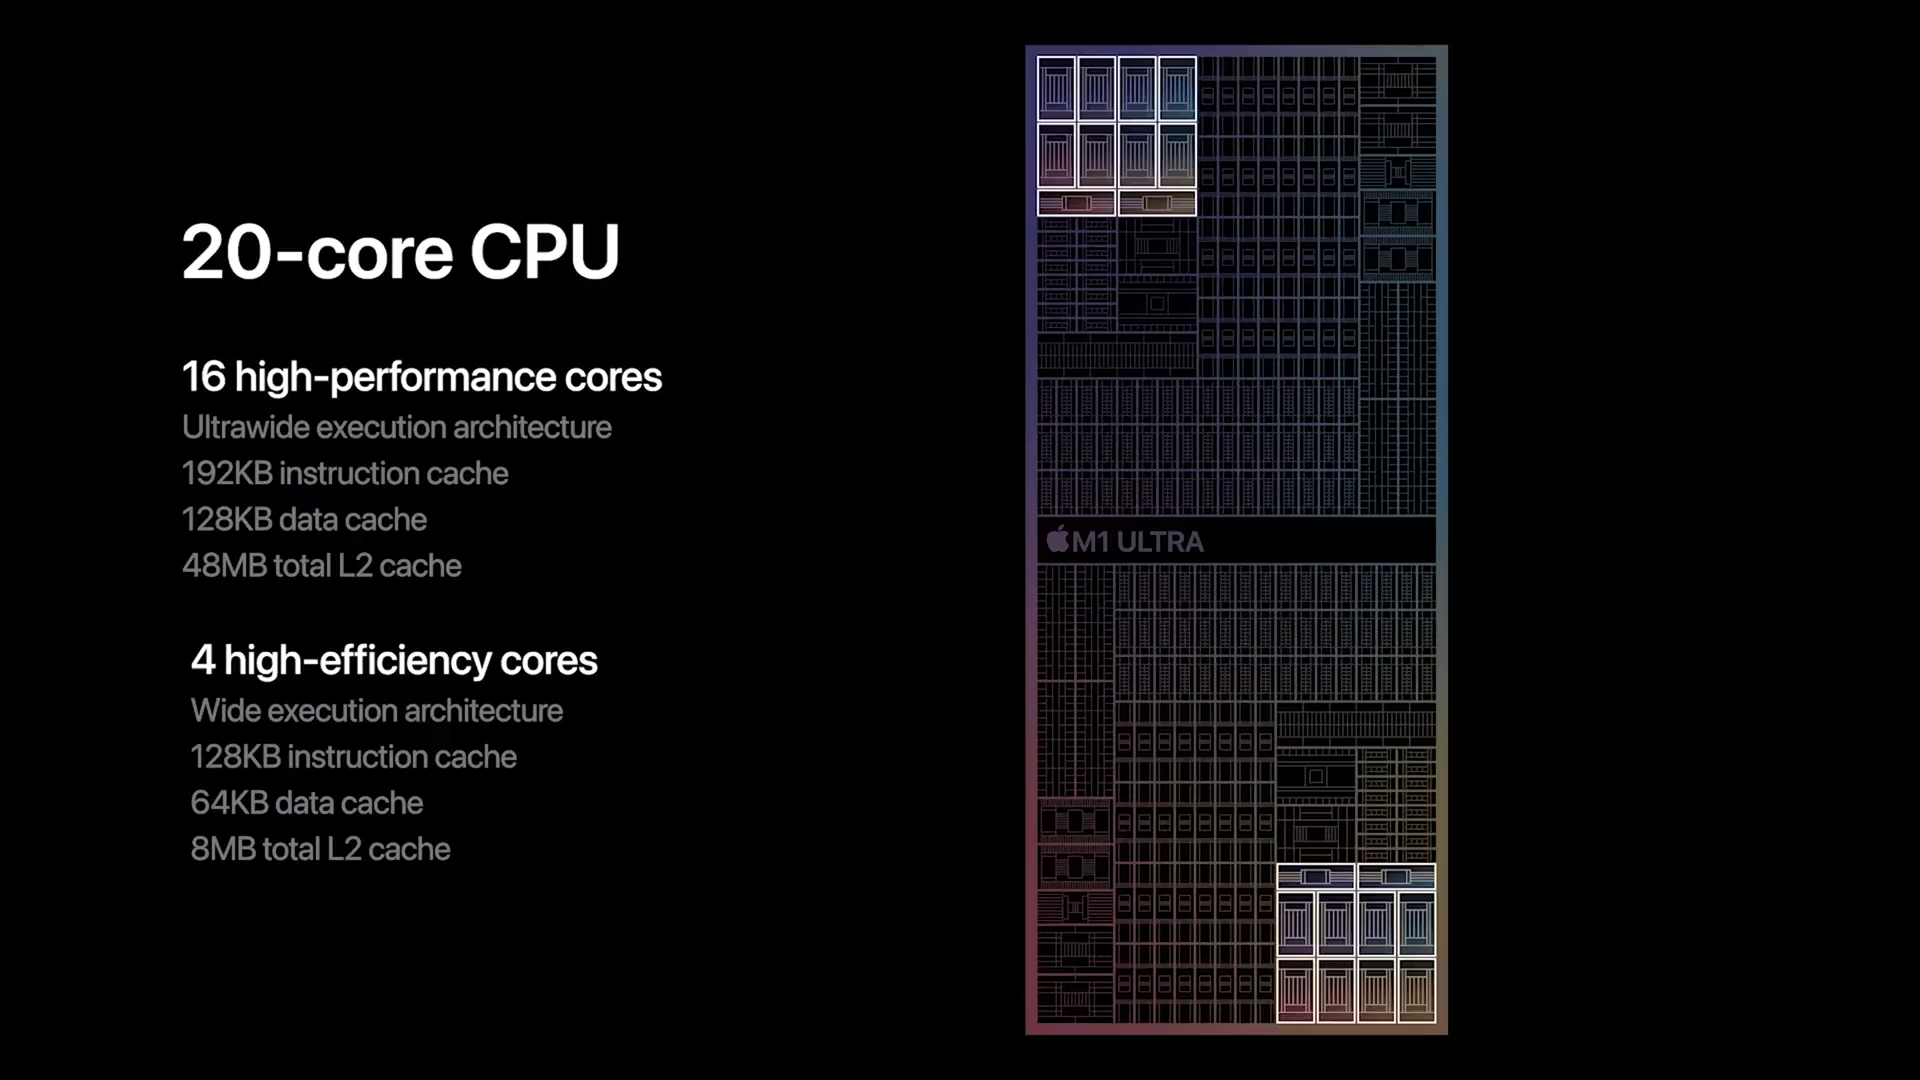 20-core CPU
16 high-performance cores
Ultrawide execution architecture
192KB instruction cache
128KB data cache
48MB total L2 cache
4 high-efficiency cores
Wide execution architecture
128KB instruction cache
64KB data cache
8MB total L2 cache
M1 ULTRA